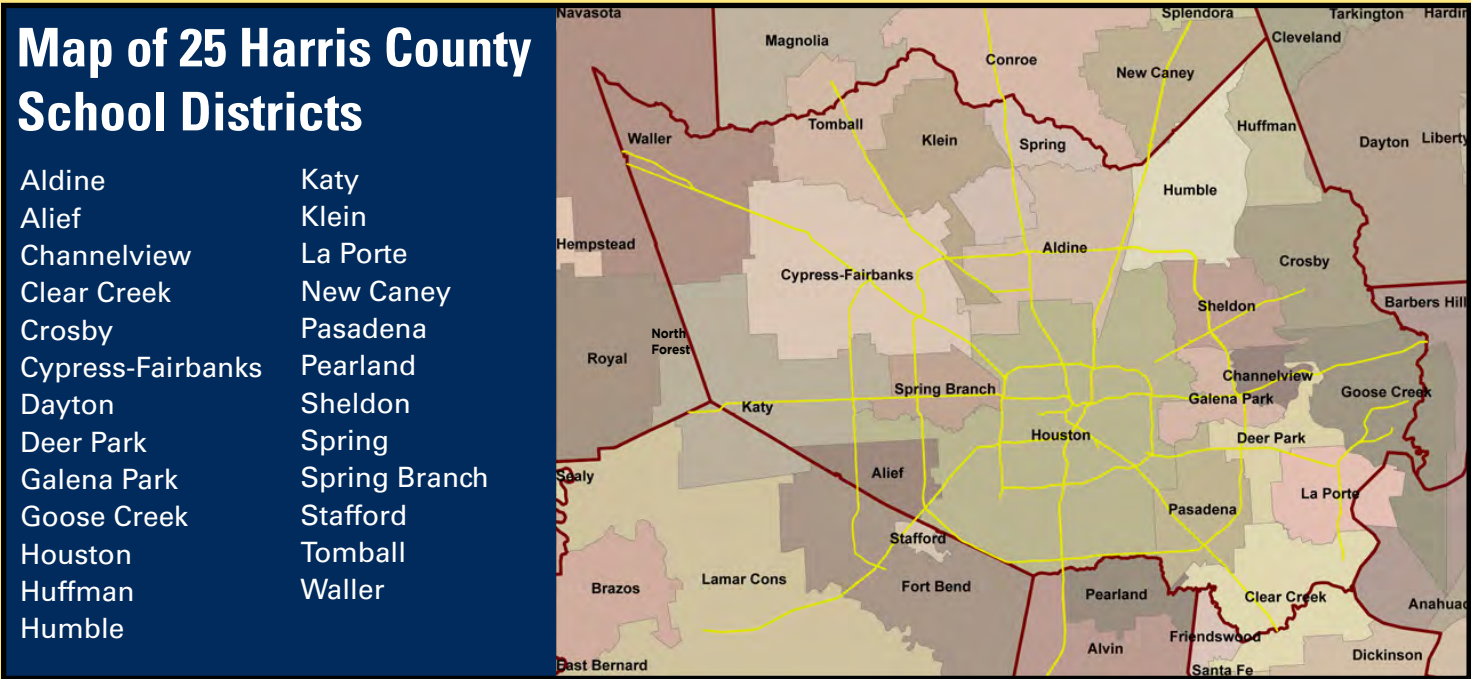 Map of 25 Harris County
School Districts
Aldine
Alief
Channelview
Clear Creek
Crosby
Cypress-Fairbanks
Dayton
Deer Park
Galena Park
Goose Creek
Houston
Huffman
Humble
Katy
Klein
La Porte
New Caney
Pasadena
Pearland
Sheldon
Spring
Spring Branch
Stafford
Tomball
Waller
Navasota
Splendora
Tarkington
Hardin
Magnolia
Cleveland
Conroe
New Caney
Tomball
Huffman
Waller
Klein
Spring
Dayton
Liberty
Humble
Hempstead
Aldine
Crosby
Cypress-Fairbanks
Sheldon
Barbers Hill
North
Forest
Royal
Channelview
Spring Branch
Goose Creek
Galena Park
Katy
Houston
Deer Park
Sealy
Alief
La Porte
Pasadena
Stafford
Lamar Cons
Brazos
Fort Bend
Pearland
Clear Creek
Anahuac
Friendswood
Alvin
Dickinson
East Bernard
Santa Fe